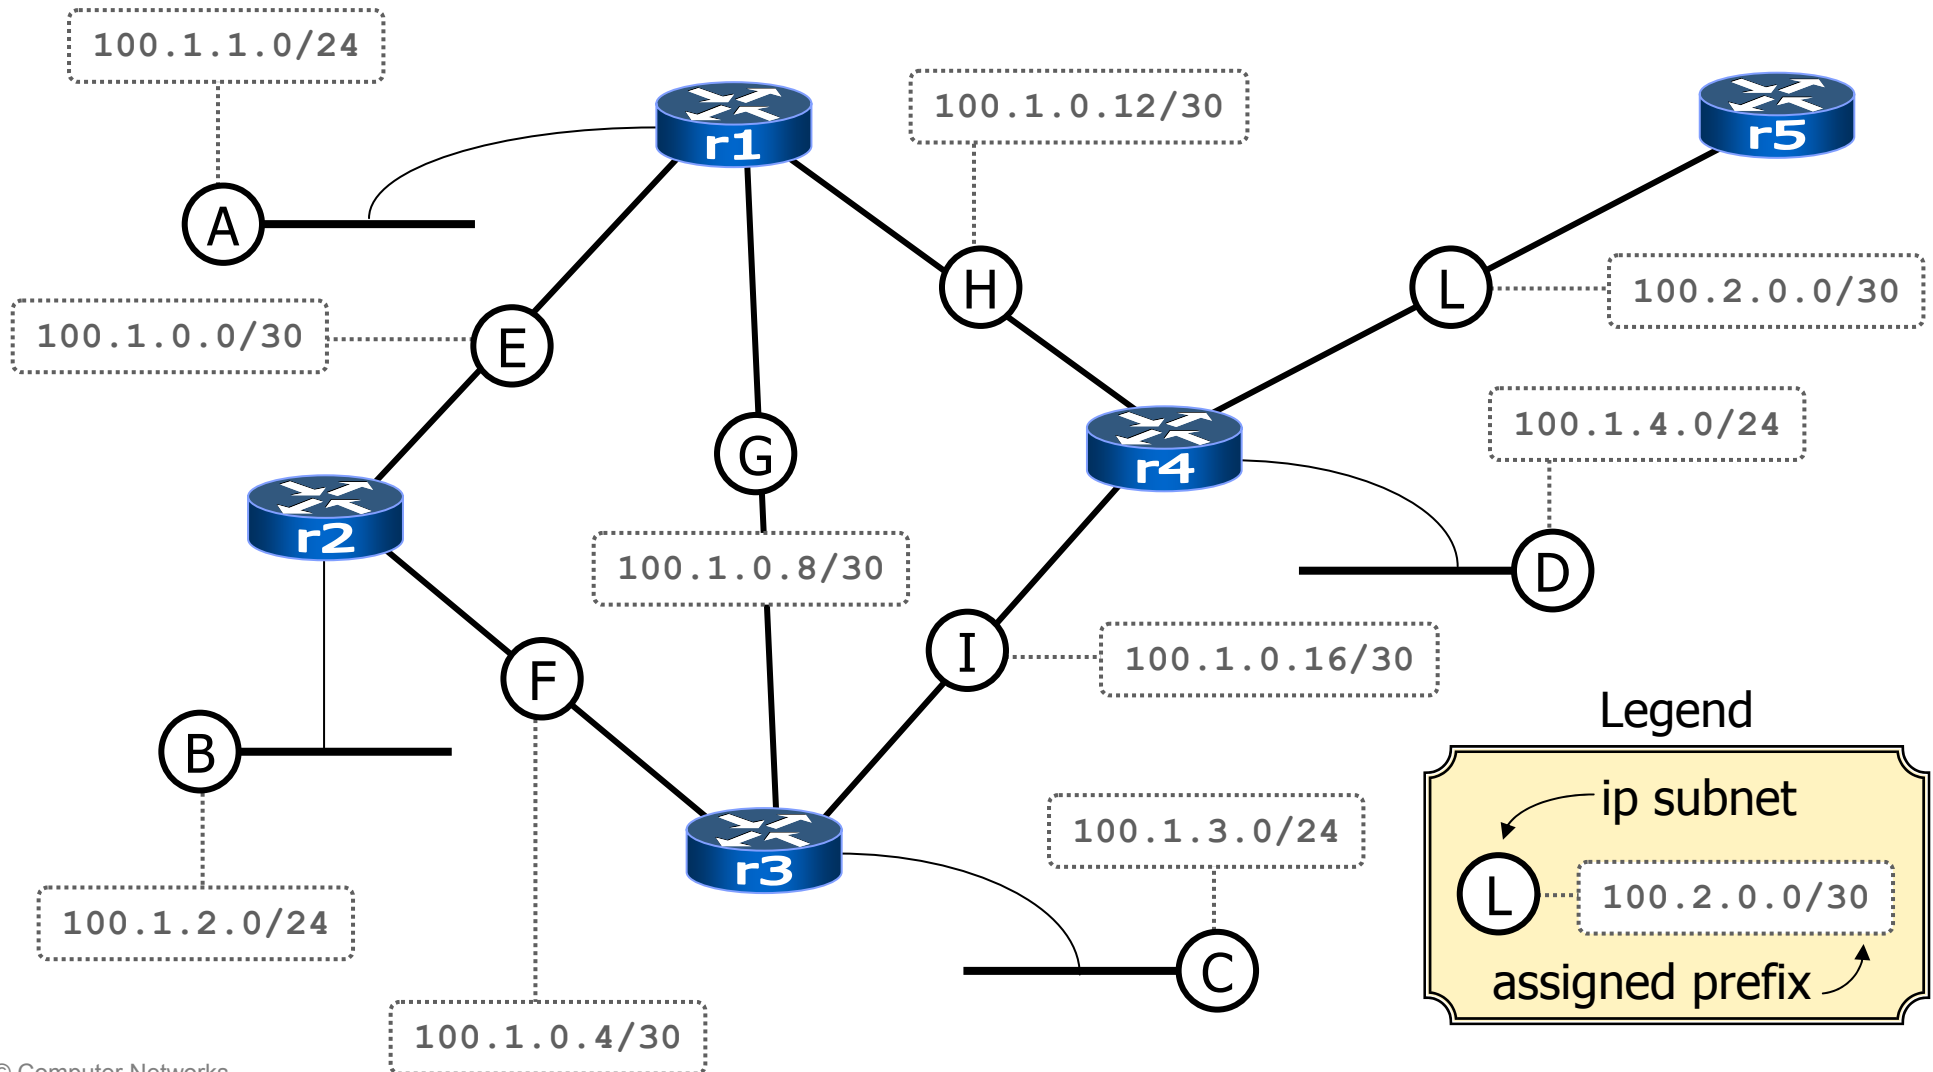 100.1.1.0/24
r1
100.1.0.12/30
r5
A
H
L
100.2.0.0/30
100.1.0.0/30
E
100.1.4.0/24
G
r4
r2
100.1.0.8/30
D
I
100.1.0.16/30
F
Legend
B
ip subnet
100.1.3.0/24
r3
L
100.2.0.0/30
100.1.2.0/24
C
assigned prefix
100.1.0.4/30
© Computer Networks